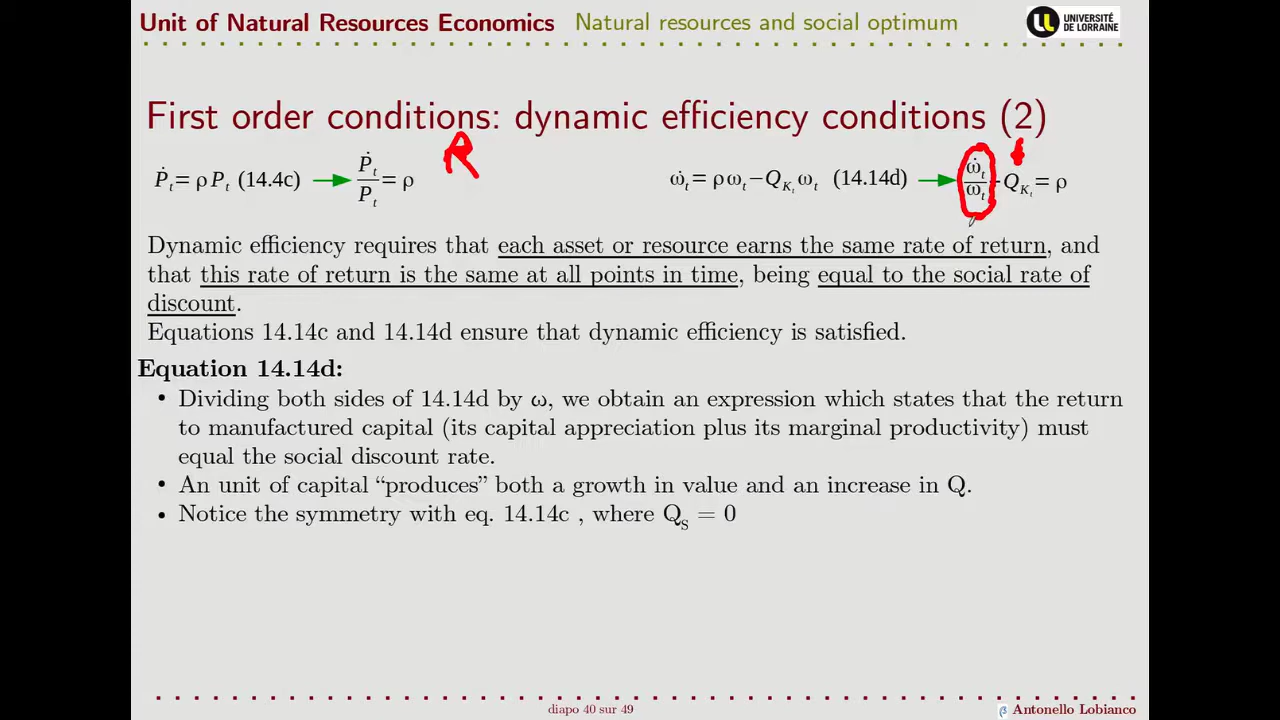 Unit of Natural Resources Economics Natural resources and social optimum
UNIVERSITÉ
DE LORRAINE
First order conditions: dynamic efficiency conditions (2)
R
Ṗt = ρ Pt (14.4c) → Ṗt / Pt = ρ
ω̇t = ρ ωt − QKt ωt (14.14d) → ω̇t / ωt − QKt = ρ
Dynamic efficiency requires that each asset or resource earns the same rate of return, and
that this rate of return is the same at all points in time, being equal to the social rate of
discount.
Equations 14.14c and 14.14d ensure that dynamic efficiency is satisfied.
Equation 14.14d:
• Dividing both sides of 14.14d by ω, we obtain an expression which states that the return
to manufactured capital (its capital appreciation plus its marginal productivity) must
equal the social discount rate.
• An unit of capital “produces” both a growth in value and an increase in Q.
• Notice the symmetry with eq. 14.14c , where QS = 0
diapo 40 sur 49
β Antonello Lobianco